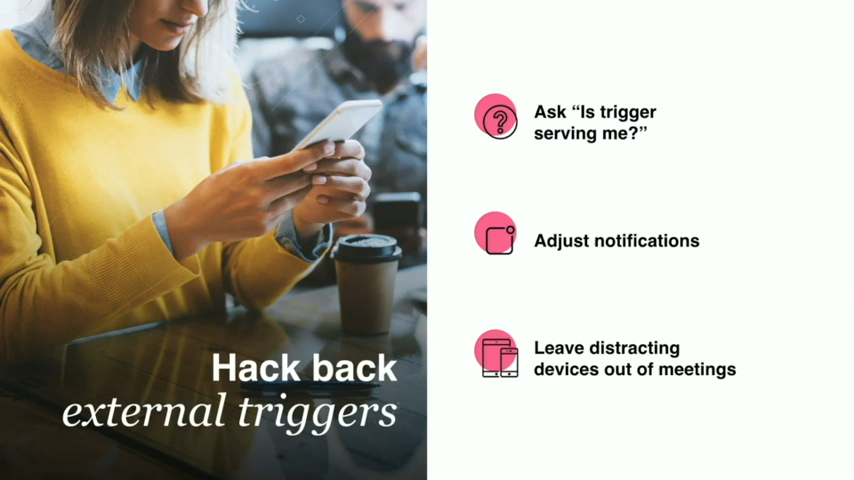 Hack back
external triggers
Ask “Is trigger
serving me?”
Adjust notifications
Leave distracting
devices out of meetings